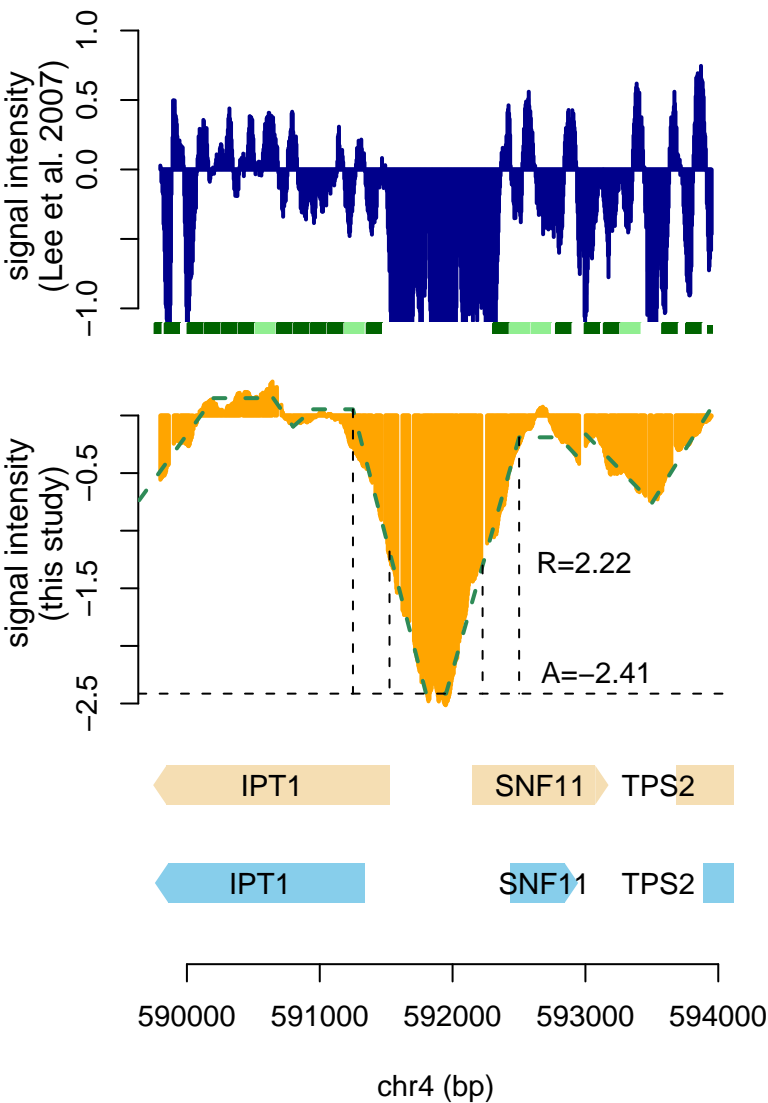 signal intensity
(Lee et al. 2007)
1.0
0.5
0.0
−1.0
signal intensity
(this study)
−0.5
−1.5
−2.5
R=2.22
A=−2.41
IPT1
SNF11
TPS2
IPT1
SNF11
TPS2
590000
591000
592000
593000
594000
chr4 (bp)